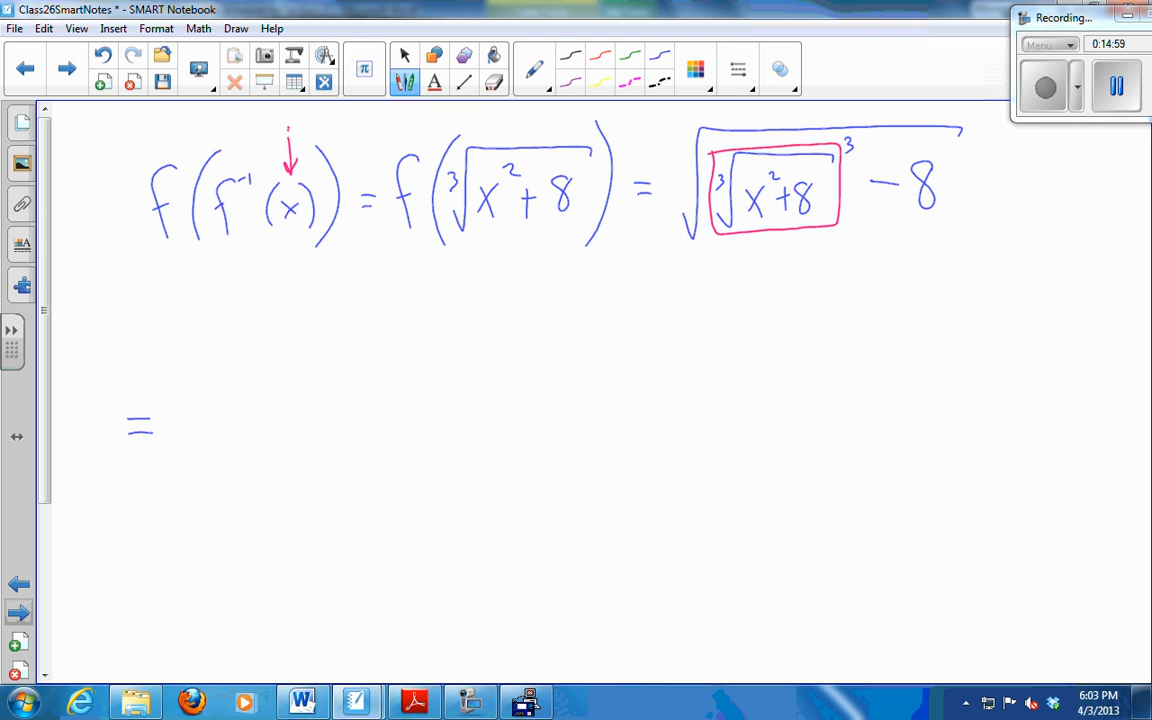 Class26SmartNotes * - SMART Notebook
Recording...
File Edit View Insert Format Math Draw Help
Menu
0:14:59
π
A
f(f⁻¹(x)) = f(∛(x²+8)) = √((∛(x²+8))³ − 8)
=
6:03 PM
4/3/2013